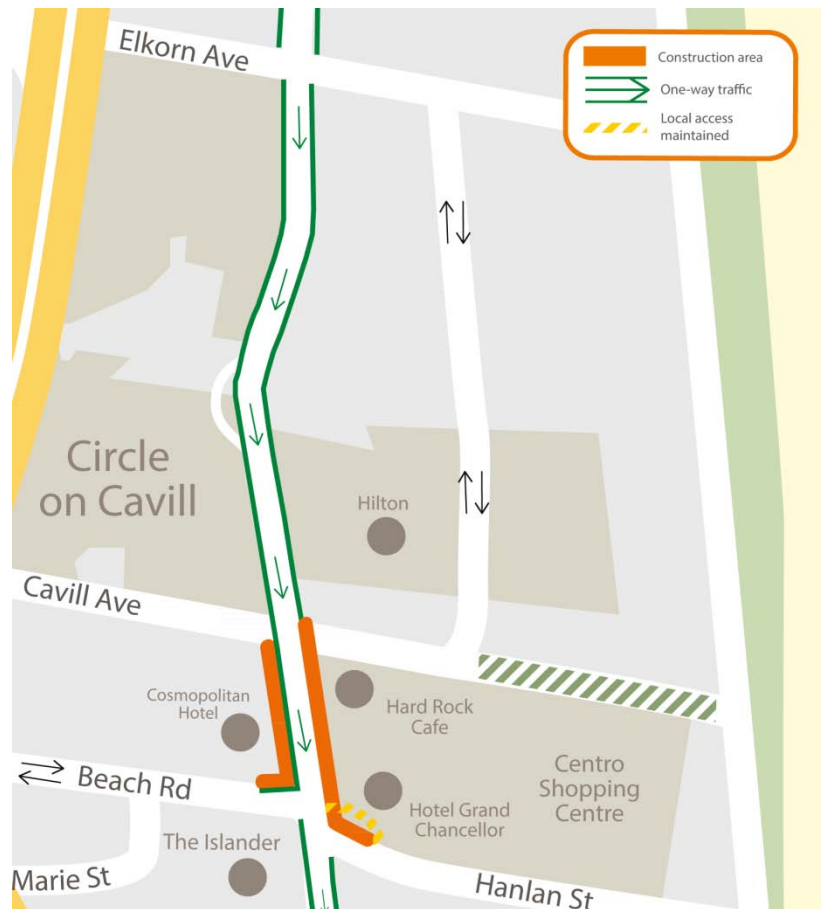 Elkorn Ave
Construction area
One-way traffic
Local access
maintained
Circle
on Cavill
Hilton
Cavill Ave
Cosmopolitan
Hotel
Hard Rock
Cafe
Beach Rd
Centro
Shopping
Centre
Hotel Grand
Chancellor
The Islander
Marie St
Hanlan St